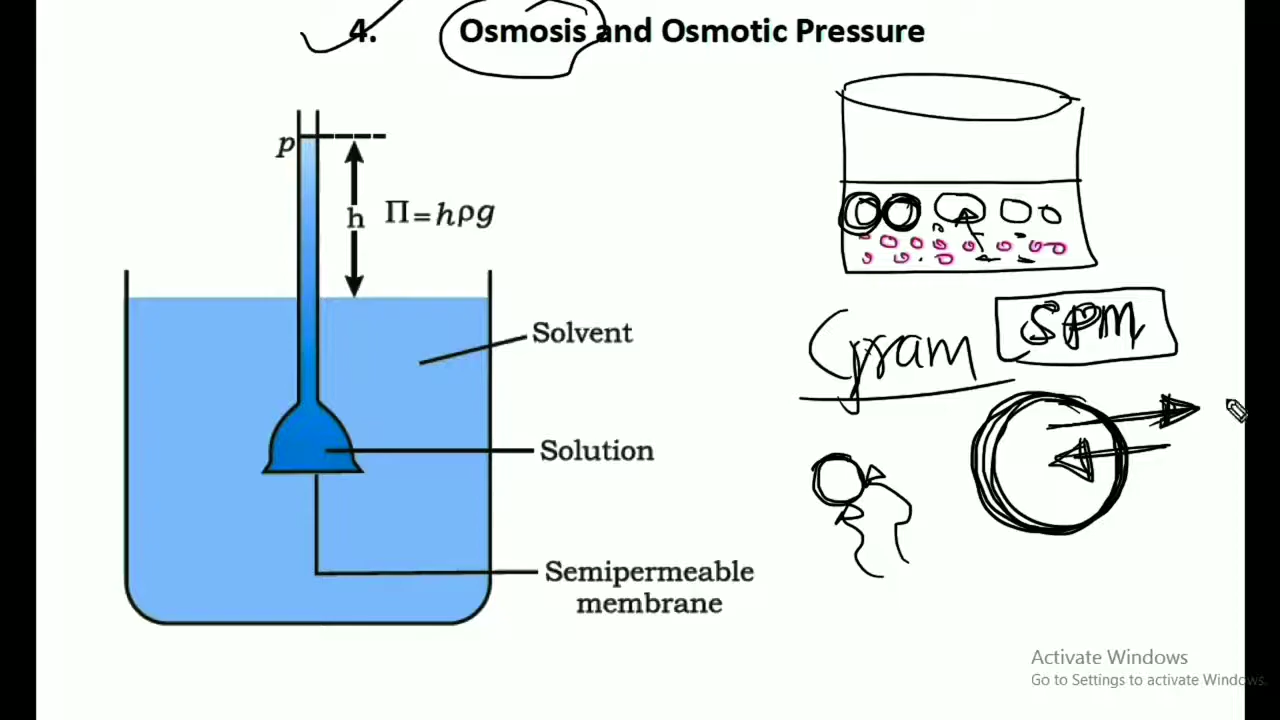 4. Osmosis and Osmotic Pressure
p
h Π=hρg
Solvent
Solution
Semipermeable
membrane
Gram
SPM
Activate Windows
Go to Settings to activate Windows.